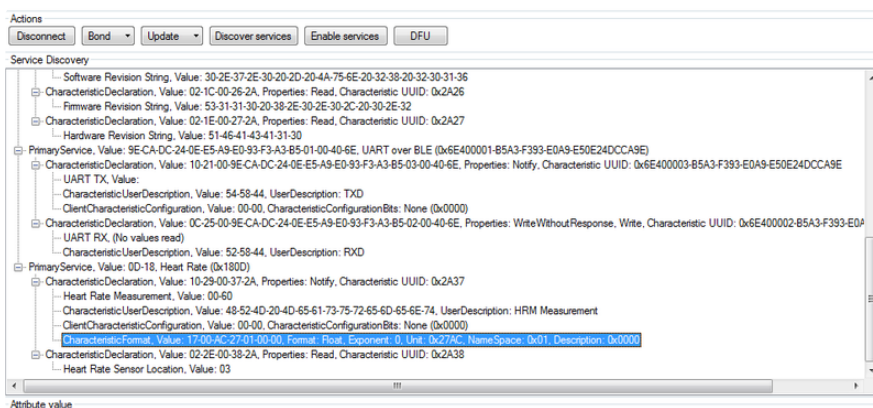 Actions
Disconnect Bond Update Discover services Enable services DFU
Service Discovery
Software Revision String, Value: 30-2E-37-2E-30-20-2D-20-4A-75-6E-20-32-38-20-32-30-31-36
CharacteristicDeclaration, Value: 02-1C-00-26-2A, Properties: Read, Characteristic UUID: 0x2A26
Firmware Revision String, Value: 53-31-31-30-20-38-2E-30-2E-30-2C-20-30-2E-32
CharacteristicDeclaration, Value: 02-1E-00-27-2A, Properties: Read, Characteristic UUID: 0x2A27
Hardware Revision String, Value: 51-46-41-43-41-31-30
PrimaryService, Value: 9E-CA-DC-24-0E-E5-A9-E0-93-F3-A3-B5-01-00-40-6E, UART over BLE (0x6E400001-B5A3-F393-E0A9-E50E24DCCA9E)
CharacteristicDeclaration, Value: 10-21-00-9E-CA-DC-24-0E-E5-A9-E0-93-F3-A3-B5-03-00-40-6E, Properties: Notify, Characteristic UUID: 0x6E400003-B5A3-F393-E0A9-E50E24DCCA9E
UART TX, Value:
CharacteristicUserDescription, Value: 54-58-44, UserDescription: TXD
ClientCharacteristicConfiguration, Value: 00-00, CharacteristicConfigurationBits: None (0x0000)
CharacteristicDeclaration, Value: 0C-25-00-9E-CA-DC-24-0E-E5-A9-E0-93-F3-A3-B5-02-00-40-6E, Properties: WriteWithoutResponse, Write, Characteristic UUID: 0x6E400002-B5A3-F393-E0A
UART RX, (No values read)
CharacteristicUserDescription, Value: 52-58-44, UserDescription: RXD
PrimaryService, Value: 0D-18, Heart Rate (0x180D)
CharacteristicDeclaration, Value: 10-29-00-37-2A, Properties: Notify, Characteristic UUID: 0x2A37
Heart Rate Measurement, Value: 00-60
CharacteristicUserDescription, Value: 48-52-4D-20-4D-65-61-73-75-72-65-6D-65-6E-74, UserDescription: HRM Measurement
ClientCharacteristicConfiguration, Value: 00-00, CharacteristicConfigurationBits: None (0x0000)
CharacteristicFormat, Value: 17-00-AC-27-01-00-00, Format: Float, Exponent: 0, Unit: 0x27AC, NameSpace: 0x01, Description: 0x0000
CharacteristicDeclaration, Value: 02-2E-00-38-2A, Properties: Read, Characteristic UUID: 0x2A38
Heart Rate Sensor Location, Value: 03
Attribute value